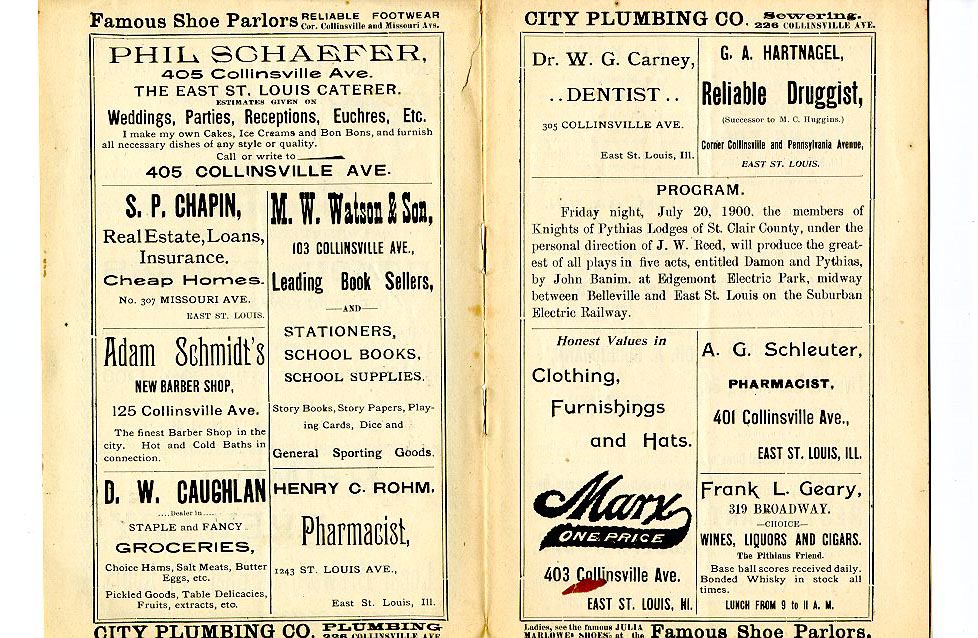 Famous Shoe Parlors RELIABLE FOOTWEAR
Cor. Collinsville and Missouri Avs.
PHIL SCHAEFER,
405 Collinsville Ave.
THE EAST ST. LOUIS CATERER.
ESTIMATES GIVEN ON
Weddings, Parties, Receptions, Euchres, Etc.
I make my own Cakes, Ice Creams and Bon Bons, and furnish
all necessary dishes of any style or quality.
Call or write to
405 COLLINSVILLE AVE.
S. P. CHAPIN,
Real Estate, Loans,
Insurance.
Cheap Homes.
No. 307 MISSOURI AVE.
EAST ST. LOUIS.
M. W. Watson & Son,
103 COLLINSVILLE AVE.,
Leading Book Sellers,
—AND—
STATIONERS,
SCHOOL BOOKS,
SCHOOL SUPPLIES.
Story Books, Story Papers, Play-
ing Cards, Dice and
General Sporting Goods.
Adam Schmidt's
NEW BARBER SHOP,
125 Collinsville Ave.
The finest Barber Shop in the
city. Hot and Cold Baths in
connection.
D. W. CAUGHLAN
....Dealer in.....
STAPLE and FANCY
GROCERIES,
Choice Hams, Salt Meats, Butter
Eggs, etc.
Pickled Goods, Table Delicacies,
Fruits, extracts, etc.
HENRY C. ROHM,
Pharmacist,
1243 ST. LOUIS AVE.,
East St. Louis, Ill.
CITY PLUMBING CO. PLUMBING
226 COLLINSVILLE AVE
CITY PLUMBING CO. Sewering.
226 COLLINSVILLE AVE.
Dr. W. G. Carney,
..DENTIST..
305 COLLINSVILLE AVE.
East St. Louis, Ill.
G. A. HARTNAGEL,
Reliable Druggist,
(Successor to M. C. Huggins.)
Corner Collinsville and Pennsylvania Avenue,
EAST ST. LOUIS.
PROGRAM.
Friday night, July 20, 1900, the members of
Knights of Pythias Lodges of St. Clair County, under the
personal direction of J. W. Reed, will produce the great-
est of all plays in five acts, entitled Damon and Pythias,
by John Banim. at Edgemont Electric Park, midway
between Belleville and East St. Louis on the Suburban
Electric Railway.
Honest Values in
Clothing,
Furnishings
and Hats.
Marx
ONE PRICE
403 Collinsville Ave.
EAST ST. LOUIS, Ill.
A. G. Schleuter,
PHARMACIST,
401 Collinsville Ave.,
EAST ST. LOUIS, ILL.
Frank L. Geary,
319 BROADWAY.
—CHOICE—
WINES, LIQUORS AND CIGARS.
The Pithians Friend.
Base ball scores received daily.
Bonded Whisky in stock all
times.
LUNCH FROM 9 to 11 A. M.
Ladies, see the famous JULIA
MARLOWE SHOES at the Famous Shoe Parlors.